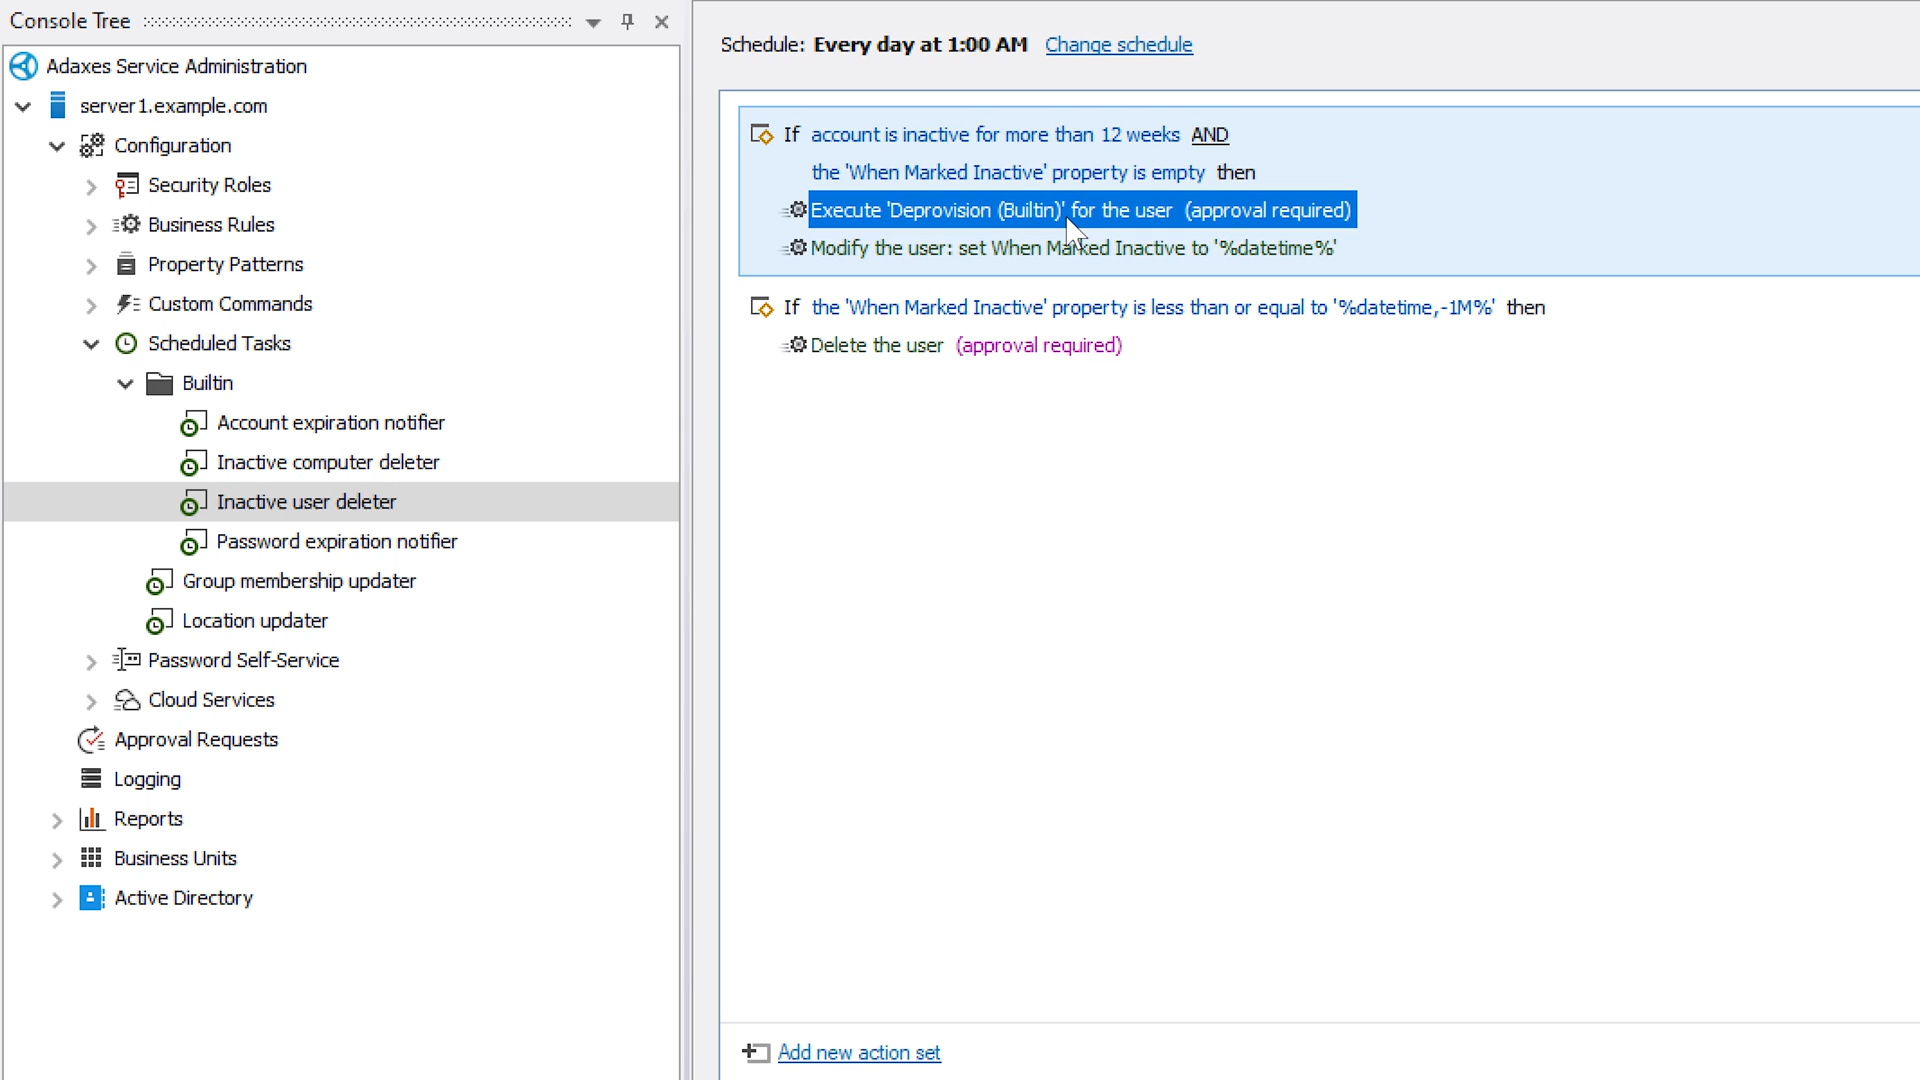 Console Tree
Adaxes Service Administration
server1.example.com
Configuration
Security Roles
Business Rules
Property Patterns
Custom Commands
Scheduled Tasks
Builtin
Account expiration notifier
Inactive computer deleter
Inactive user deleter
Password expiration notifier
Group membership updater
Location updater
Password Self-Service
Cloud Services
Approval Requests
Logging
Reports
Business Units
Active Directory
Schedule: Every day at 1:00 AM Change schedule
If account is inactive for more than 12 weeks AND
the 'When Marked Inactive' property is empty then
Execute 'Deprovision (Builtin)' for the user (approval required)
Modify the user: set When Marked Inactive to '%datetime%'
If the 'When Marked Inactive' property is less than or equal to '%datetime,-1M%' then
Delete the user (approval required)
Add new action set